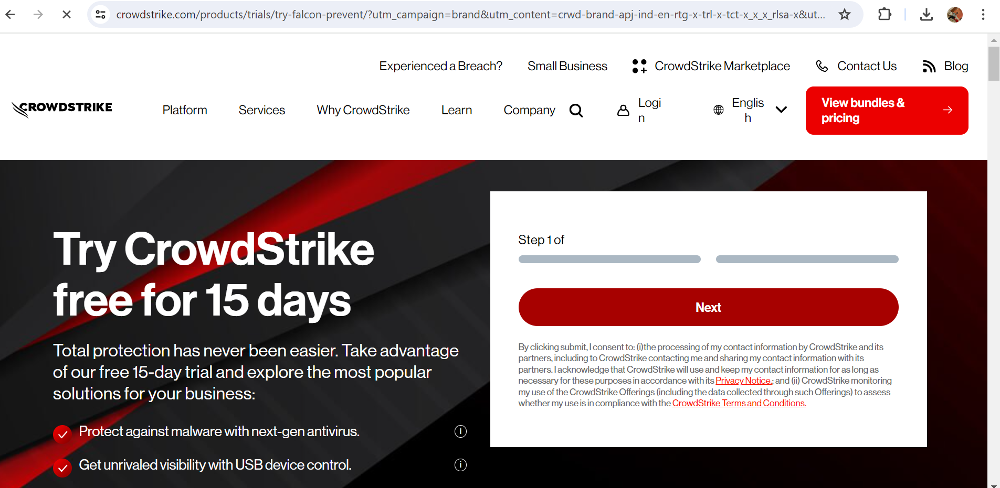 crowdstrike.com/products/trials/try-falcon-prevent/?utm_campaign=brand&utm_content=crwd-brand-apj-ind-en-rtg-x-trl-x-tct-x_x_x_rlsa-x&ut...
Experienced a Breach?
Small Business
CrowdStrike Marketplace
Contact Us
Blog
CROWDSTRIKE
Platform
Services
Why CrowdStrike
Learn
Company
Logi
n
Englis
h
View bundles &
pricing
Try CrowdStrike
free for 15 days
Total protection has never been easier. Take advantage
of our free 15-day trial and explore the most popular
solutions for your business:
Protect against malware with next-gen antivirus.
i
Get unrivaled visibility with USB device control.
i
Step 1 of
Next
By clicking submit, I consent to: (i)the processing of my contact information by CrowdStrike and its
partners, including to CrowdStrike contacting me and sharing my contact information with its
partners. I acknowledge that CrowdStrike will use and keep my contact information for as long as
necessary for these purposes in accordance with its Privacy Notice.; and (ii) CrowdStrike monitoring
my use of the CrowdStrike Offerings (including the data collected through such Offerings) to assess
whether my use is in compliance with the CrowdStrike Terms and Conditions.